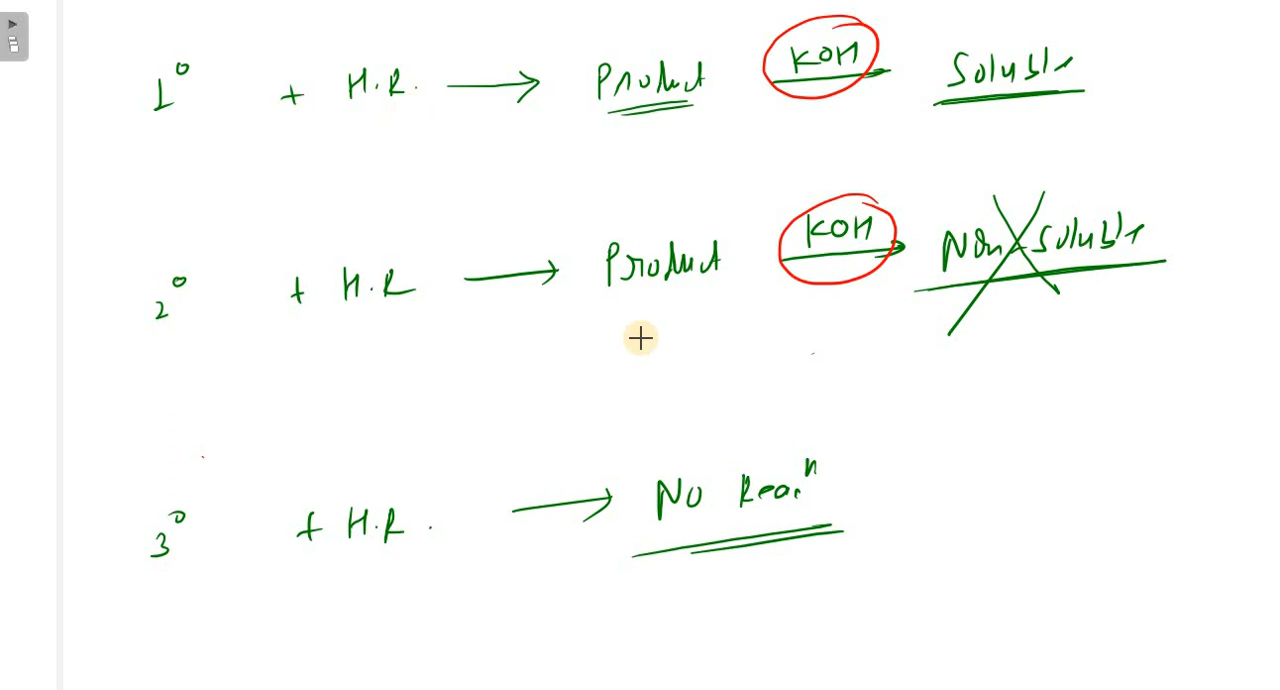 1° + H.R. → Product KOH → Soluble
2° + H.R → Product KOH → Non-soluble
3° + H.R. → No Reacⁿ